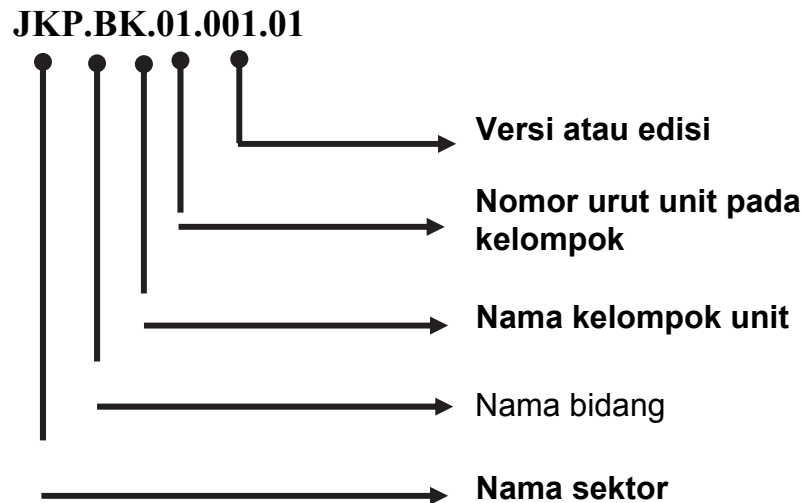 JKP.BK.01.001.01
Versi atau edisi
Nomor urut unit pada
kelompok
Nama kelompok unit
Nama bidang
Nama sektor